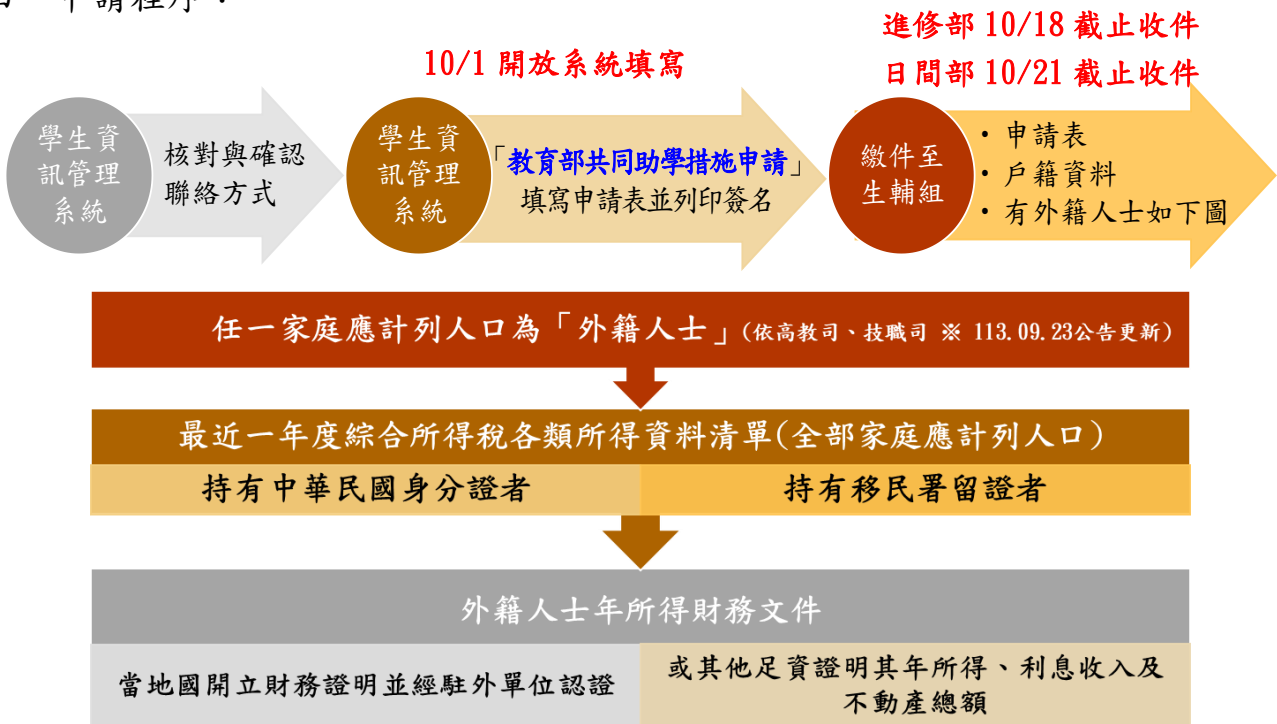 申請程序：
進修部 10/18 截止收件
10/1 開放系統填寫
日間部 10/21 截止收件
學生資
訊管理
系統
核對與確認
聯絡方式
學生資
訊管理
系統
「教育部共同助學措施申請」
填寫申請表並列印簽名
繳件至
生輔組
・申請表
・戶籍資料
・有外籍人士如下圖
任一家庭應計列人口為「外籍人士」(依高教司、技職司 ※ 113.09.23公告更新)
最近一年度綜合所得稅各類所得資料清單(全部家庭應計列人口)
持有中華民國身分證者
持有移民署留證者
外籍人士年所得財務文件
當地國開立財務證明並經駐外單位認證
或其他足資證明其年所得、利息收入及
不動產總額